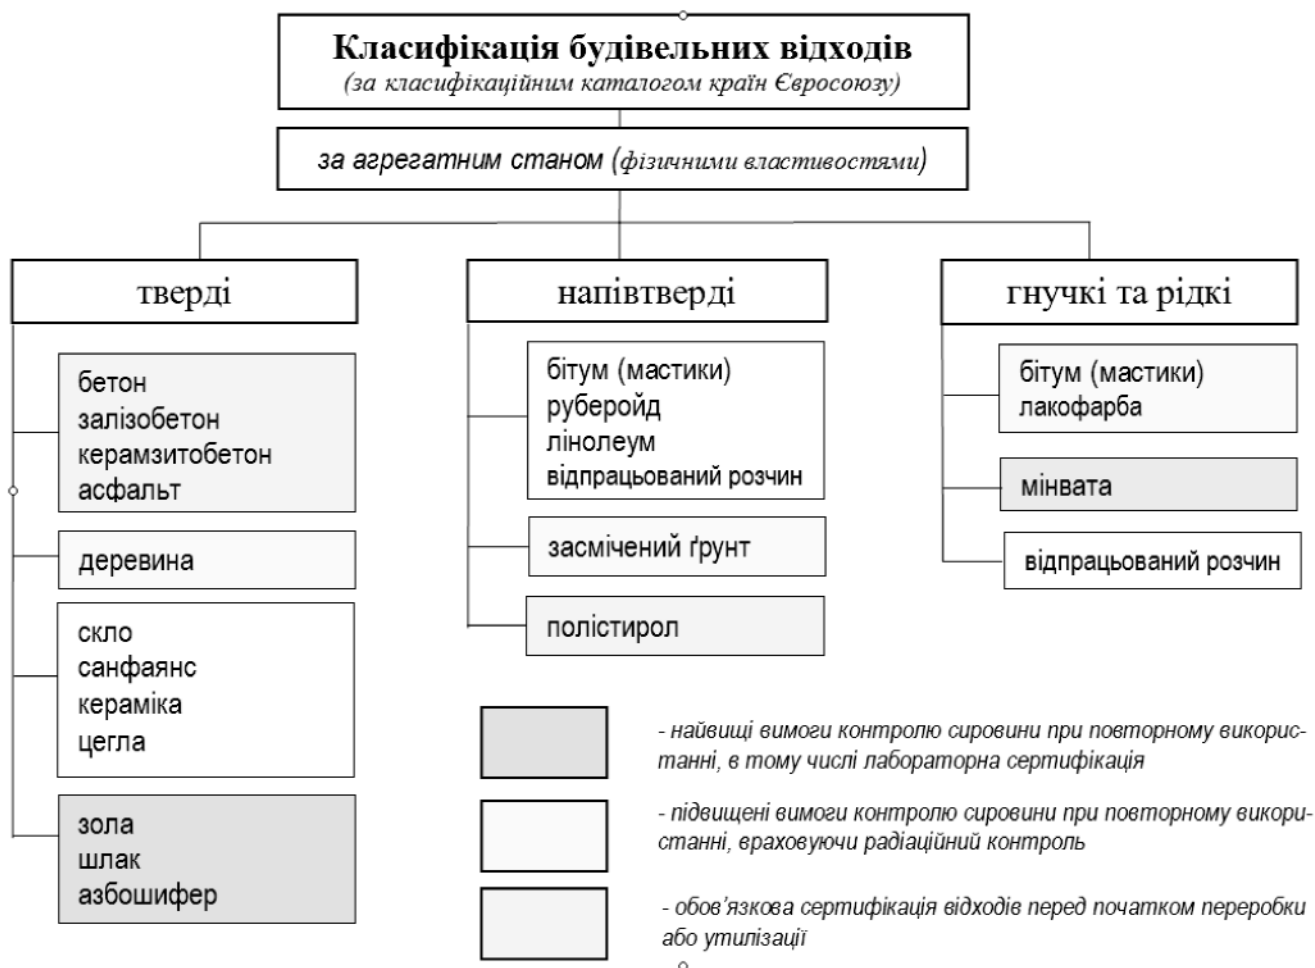 Класифікація будівельних відходів
(за класифікаційним каталогом країн Євросоюзу)
за агрегатним станом (фізичними властивостями)
тверді
бетон
залізобетон
керамзитобетон
асфальт
деревина
скло
санфаянс
кераміка
цегла
зола
шлак
азбошифер
напівтверді
бітум (мастики)
руберойд
лінолеум
відпрацьований розчин
засмічений ґрунт
полістирол
гнучкі та рідкі
бітум (мастики)
лакофарба
мінвата
відпрацьований розчин
- найвищі вимоги контролю сировини при повторному викорис-
танні, в тому числі лабораторна сертифікація
- підвищені вимоги контролю сировини при повторному викори-
станні, враховуючи радіаційний контроль
- обов’язкова сертифікація відходів перед початком переробки
або утилізації